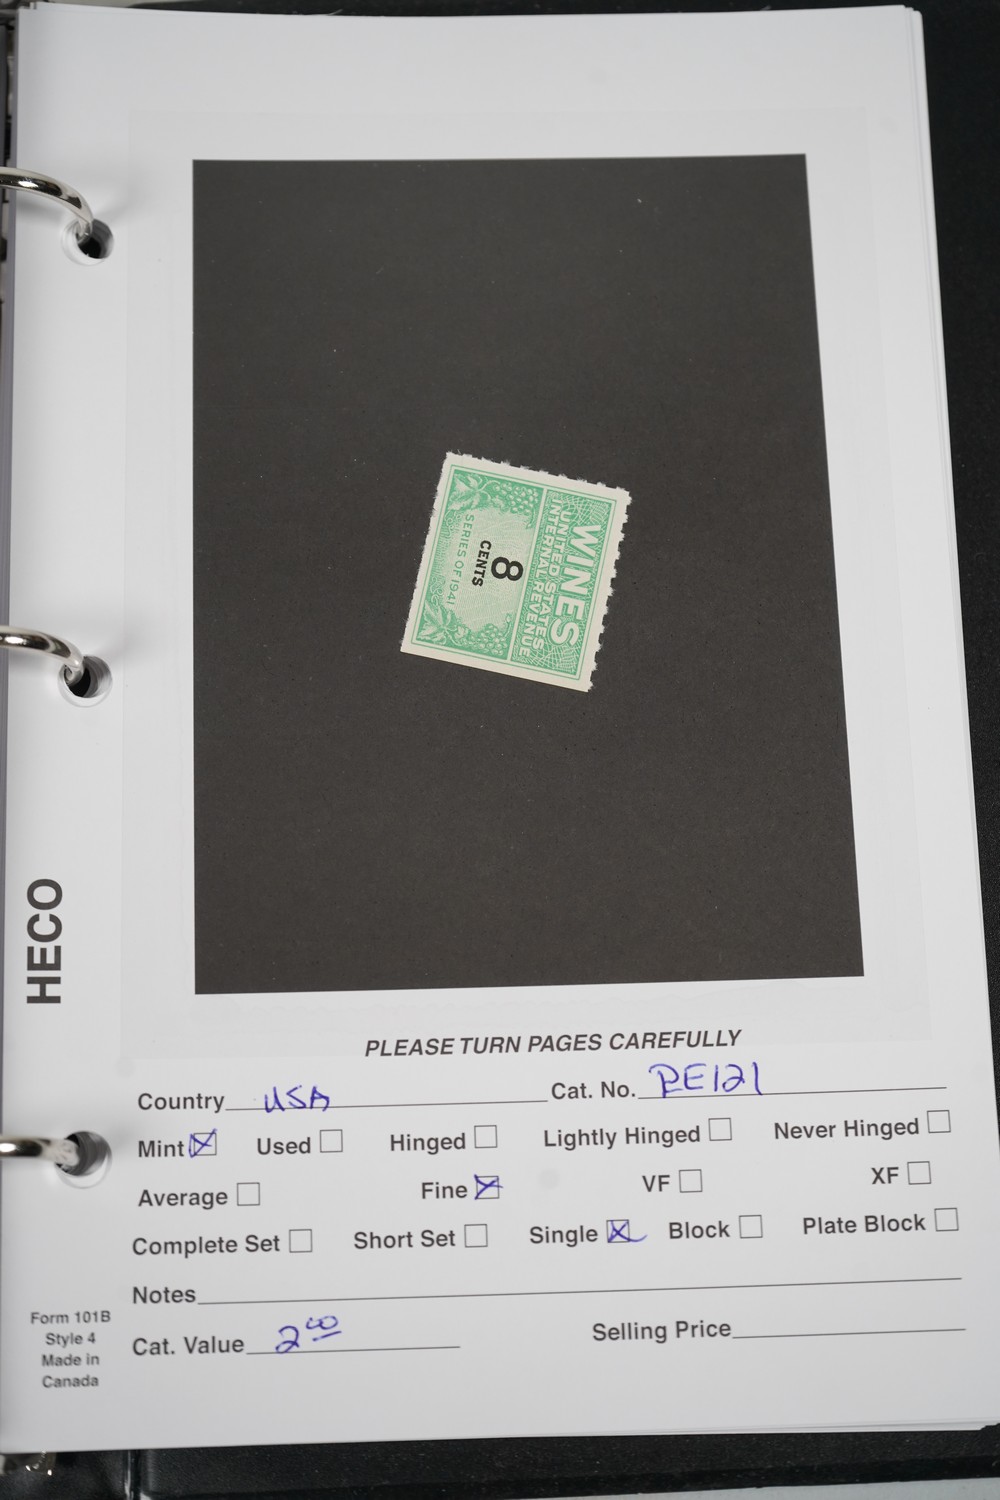 WINES
UNITED STATES
INTERNAL REVENUE
8
CENTS
SERIES OF 1941
HECO
PLEASE TURN PAGES CAREFULLY
Country USA Cat. No. RE121
Mint Used Hinged Lightly Hinged Never Hinged
Average Fine VF XF
Complete Set Short Set Single Block Plate Block
Notes
Cat. Value 2.00 Selling Price
Form 101B
Style 4
Made in
Canada